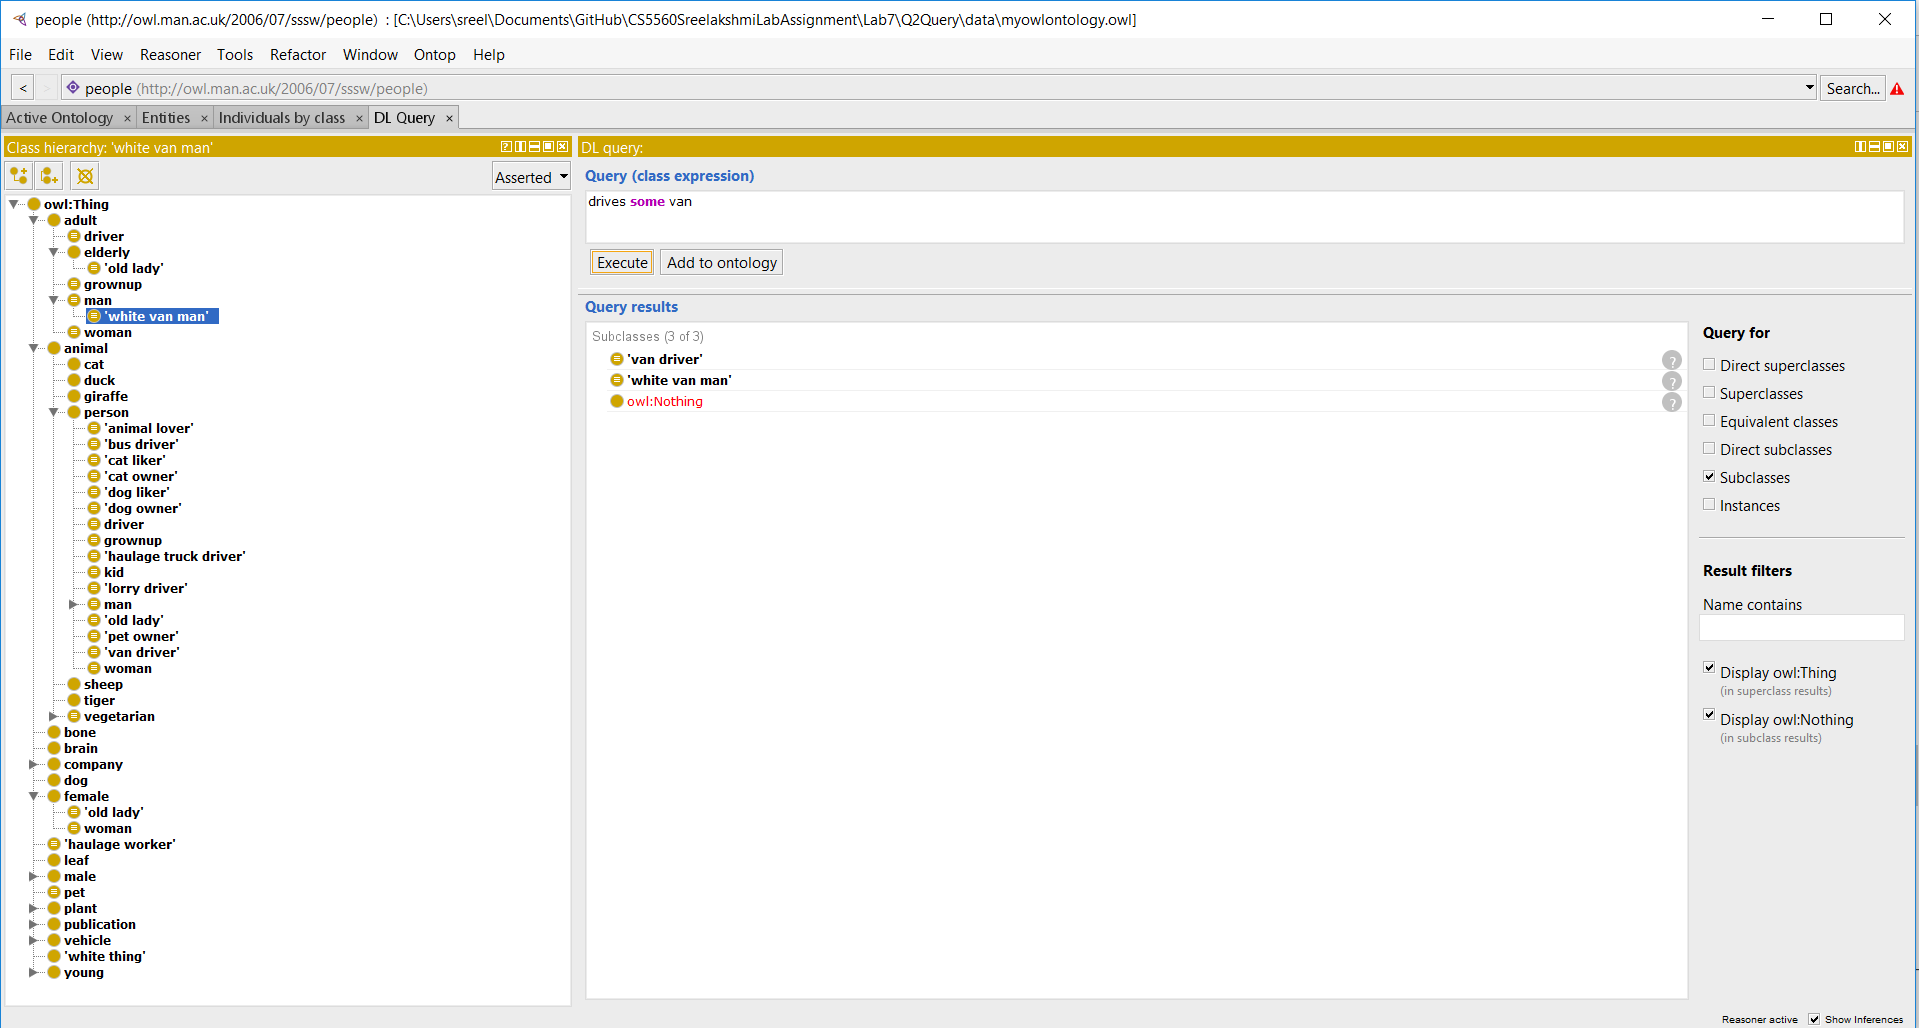 people (http://owl.man.ac.uk/2006/07/sssw/people) : [C:\Users\sreel\Documents\GitHub\CS5560SreelakshmiLabAssignment\Lab7\Q2Query\data\myowlontology.owl]
File Edit View Reasoner Tools Refactor Window Ontop Help
< > people (http://owl.man.ac.uk/2006/07/sssw/people) Search...
Active Ontology × Entities × Individuals by class × DL Query ×
Class hierarchy: 'white van man'
Asserted
owl:Thing
adult
driver
elderly
'old lady'
grownup
man
'white van man'
woman
animal
cat
duck
giraffe
person
'animal lover'
'bus driver'
'cat liker'
'cat owner'
'dog liker'
'dog owner'
driver
grownup
'haulage truck driver'
kid
'lorry driver'
man
'old lady'
'pet owner'
'van driver'
woman
sheep
tiger
vegetarian
bone
brain
company
dog
female
'old lady'
woman
'haulage worker'
leaf
male
pet
plant
publication
vehicle
'white thing'
young
DL query:
Query (class expression)
drives some van
Execute Add to ontology
Query results
Subclasses (3 of 3)
'van driver' ?
'white van man' ?
owl:Nothing ?
Query for
Direct superclasses
Superclasses
Equivalent classes
Direct subclasses
Subclasses
Instances
Result filters
Name contains
Display owl:Thing
(in superclass results)
Display owl:Nothing
(in subclass results)
Reasoner active Show Inferences